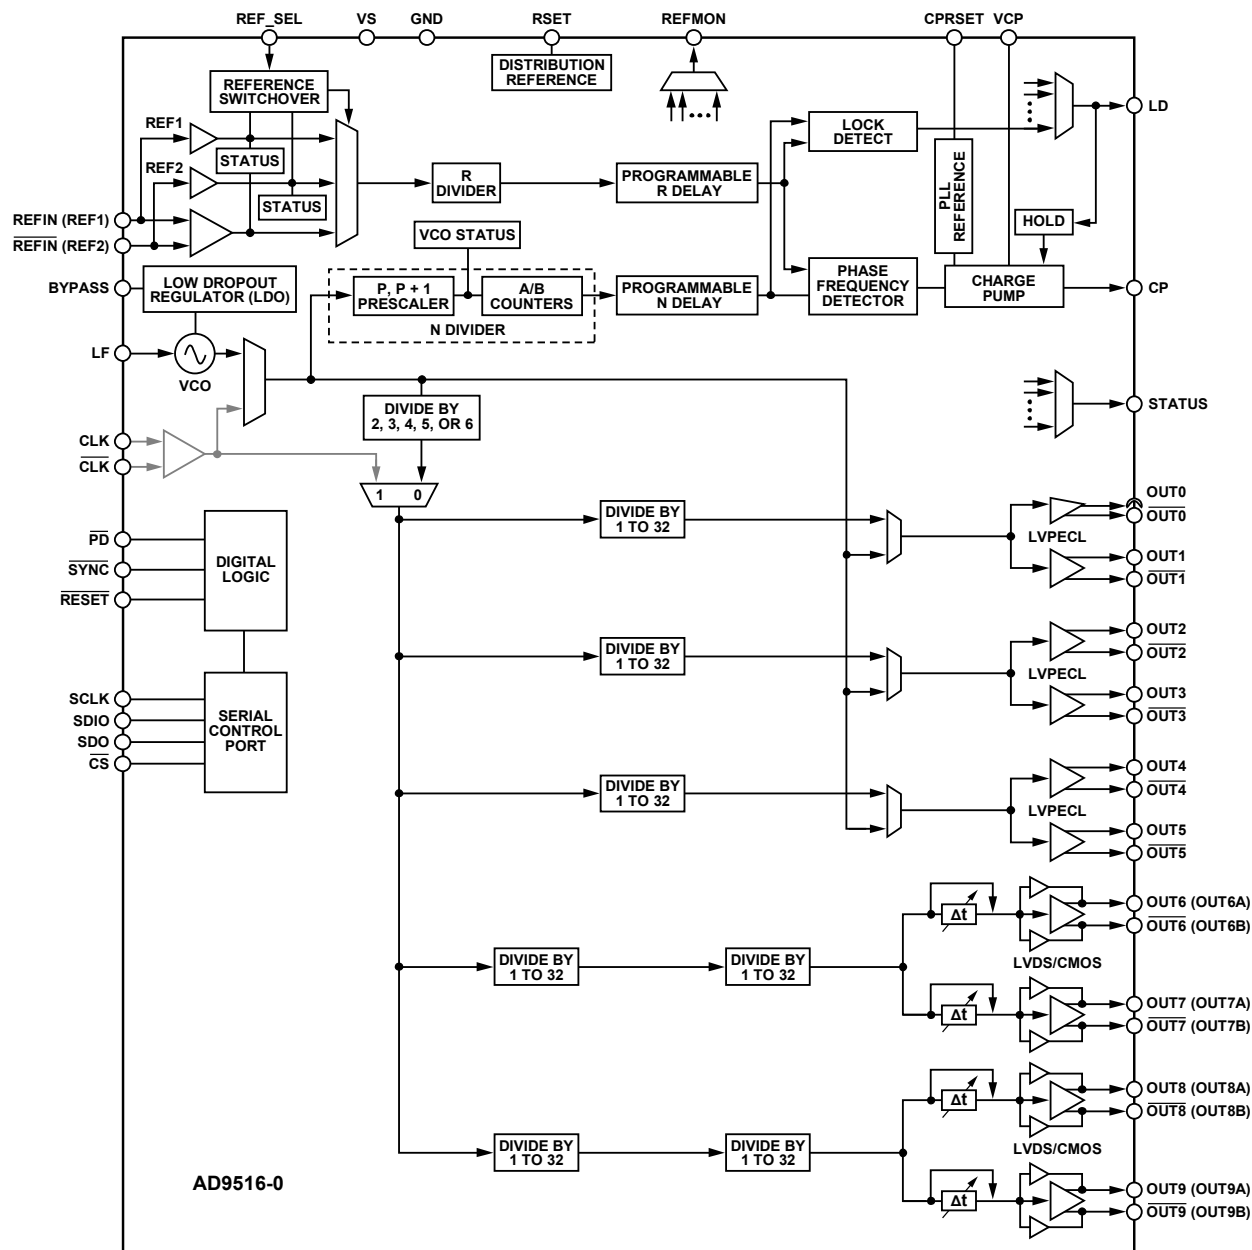 REF_SEL VS GND RSET REFMON CPRSET VCP
DISTRIBUTION
REFERENCE
REFERENCE
SWITCHOVER
REF1
STATUS
REF2
STATUS
LOCK
DETECT
LD
R
DIVIDER
PROGRAMMABLE
R DELAY
PLL
REFERENCE
HOLD
REFIN (REF1)
REFIN (REF2)
BYPASS
LOW DROPOUT
REGULATOR (LDO)
VCO STATUS
P, P + 1
PRESCALER
A/B
COUNTERS
N DIVIDER
PROGRAMMABLE
N DELAY
PHASE
FREQUENCY
DETECTOR
CHARGE
PUMP
CP
LF
VCO
DIVIDE BY
2, 3, 4, 5, OR 6
STATUS
CLK
CLK
1 0
DIVIDE BY
1 TO 32
LVPECL
OUT0
OUT0
OUT1
OUT1
PD
SYNC
RESET
DIGITAL
LOGIC
DIVIDE BY
1 TO 32
LVPECL
OUT2
OUT2
OUT3
OUT3
SCLK
SDIO
SDO
CS
SERIAL
CONTROL
PORT
DIVIDE BY
1 TO 32
LVPECL
OUT4
OUT4
OUT5
OUT5
DIVIDE BY
1 TO 32
DIVIDE BY
1 TO 32
Δt
OUT6 (OUT6A)
OUT6 (OUT6B)
LVDS/CMOS
Δt
OUT7 (OUT7A)
OUT7 (OUT7B)
DIVIDE BY
1 TO 32
DIVIDE BY
1 TO 32
Δt
OUT8 (OUT8A)
OUT8 (OUT8B)
LVDS/CMOS
Δt
OUT9 (OUT9A)
OUT9 (OUT9B)
AD9516-0